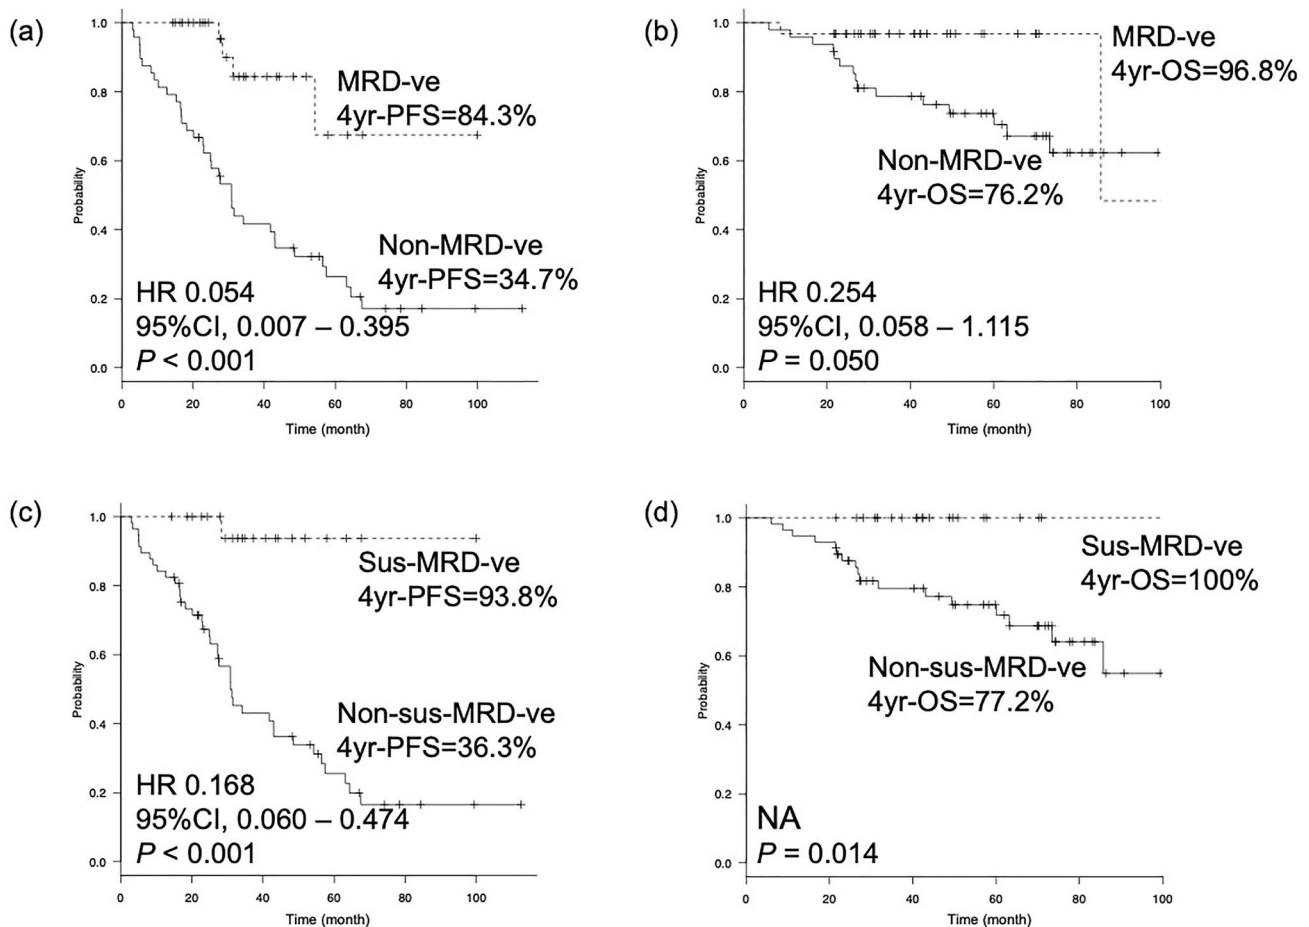 (a)
1.0
0.8
0.6
0.4
0.2
0.0
Probability
MRD-ve
4yr-PFS=84.3%
Non-MRD-ve
4yr-PFS=34.7%
HR 0.054
95%CI, 0.007 – 0.395
P < 0.001
0 20 40 60 80 100
Time (month)
(b)
1.0
0.8
0.6
0.4
0.2
0.0
Probability
MRD-ve
4yr-OS=96.8%
Non-MRD-ve
4yr-OS=76.2%
HR 0.254
95%CI, 0.058 – 1.115
P = 0.050
0 20 40 60 80 100
Time (month)
(c)
1.0
0.8
0.6
0.4
0.2
0.0
Probability
Sus-MRD-ve
4yr-PFS=93.8%
Non-sus-MRD-ve
4yr-PFS=36.3%
HR 0.168
95%CI, 0.060 – 0.474
P < 0.001
0 20 40 60 80 100
Time (month)
(d)
1.0
0.8
0.6
0.4
0.2
0.0
Probability
Sus-MRD-ve
4yr-OS=100%
Non-sus-MRD-ve
4yr-OS=77.2%
NA
P = 0.014
0 20 40 60 80 100
Time (month)